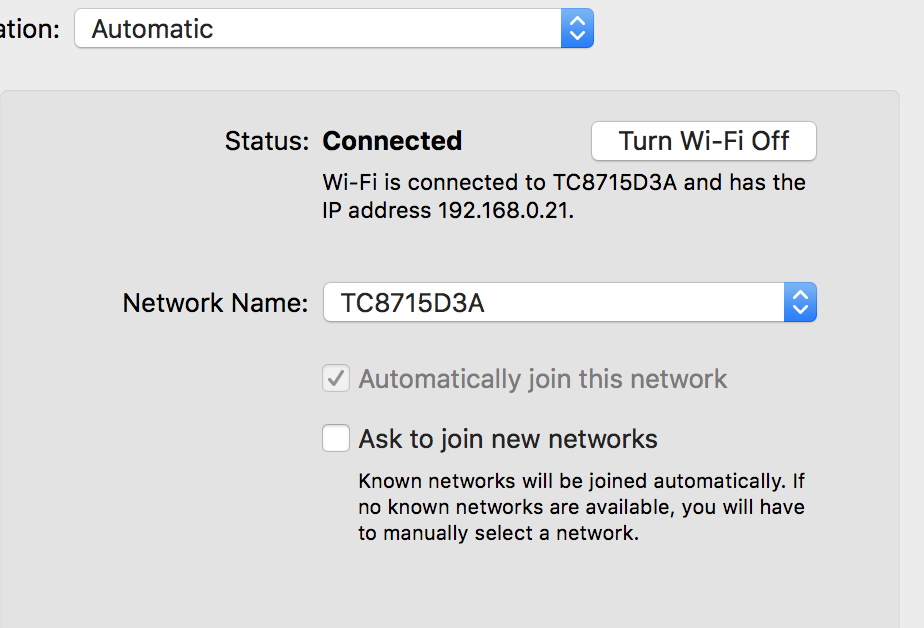 ation: Automatic
Status: Connected Turn Wi-Fi Off
Wi-Fi is connected to TC8715D3A and has the
IP address 192.168.0.21.
Network Name: TC8715D3A
Automatically join this network
Ask to join new networks
Known networks will be joined automatically. If
no known networks are available, you will have
to manually select a network.